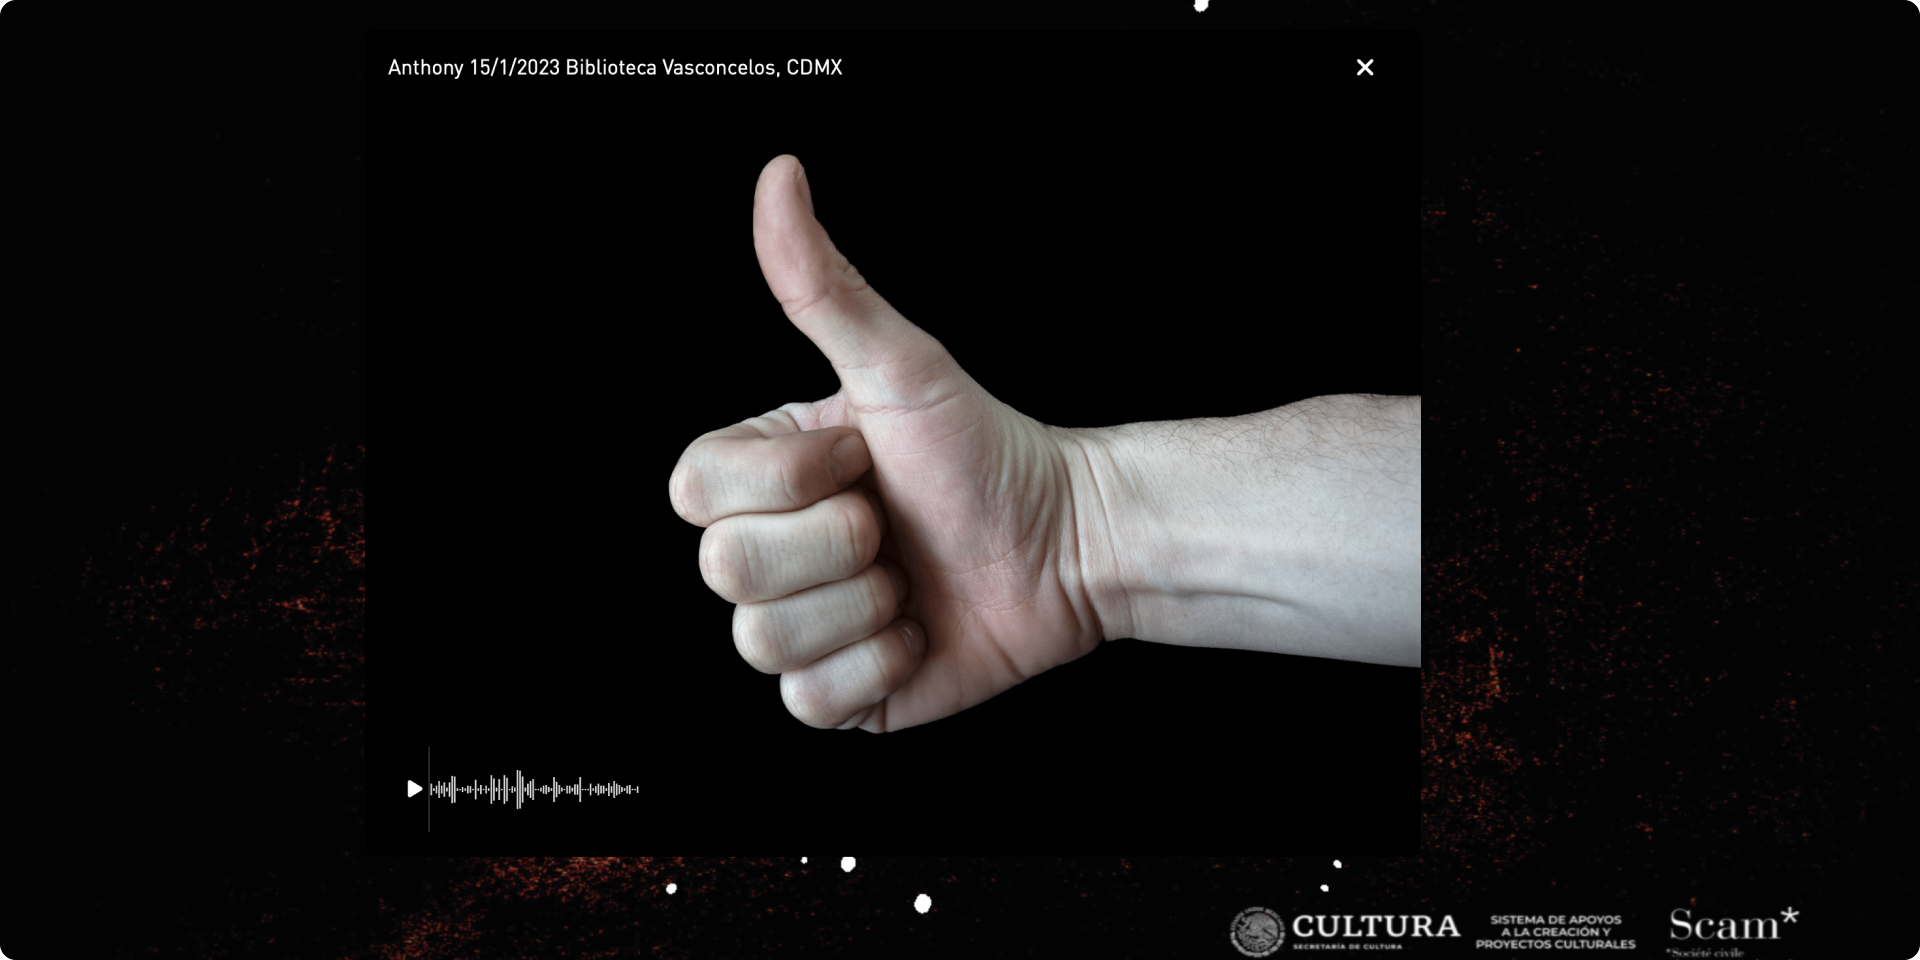 Anthony 15/1/2023 Biblioteca Vasconcelos, CDMX
CULTURA
SECRETARÍA DE CULTURA
SISTEMA DE APOYOS
A LA CREACIÓN Y
PROYECTOS CULTURALES
Scam*
*Société civile